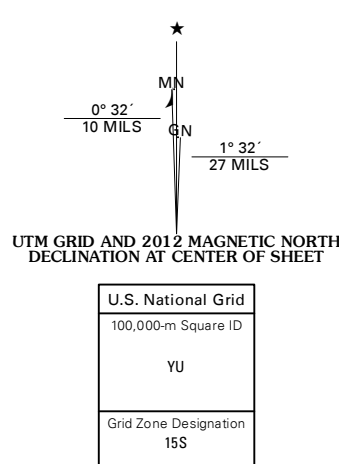 ★
MN
0° 32´
10 MILS
GN
1° 32´
27 MILS
UTM GRID AND 2012 MAGNETIC NORTH
DECLINATION AT CENTER OF SHEET
U.S. National Grid
100,000-m Square ID
YU
Grid Zone Designation
15S